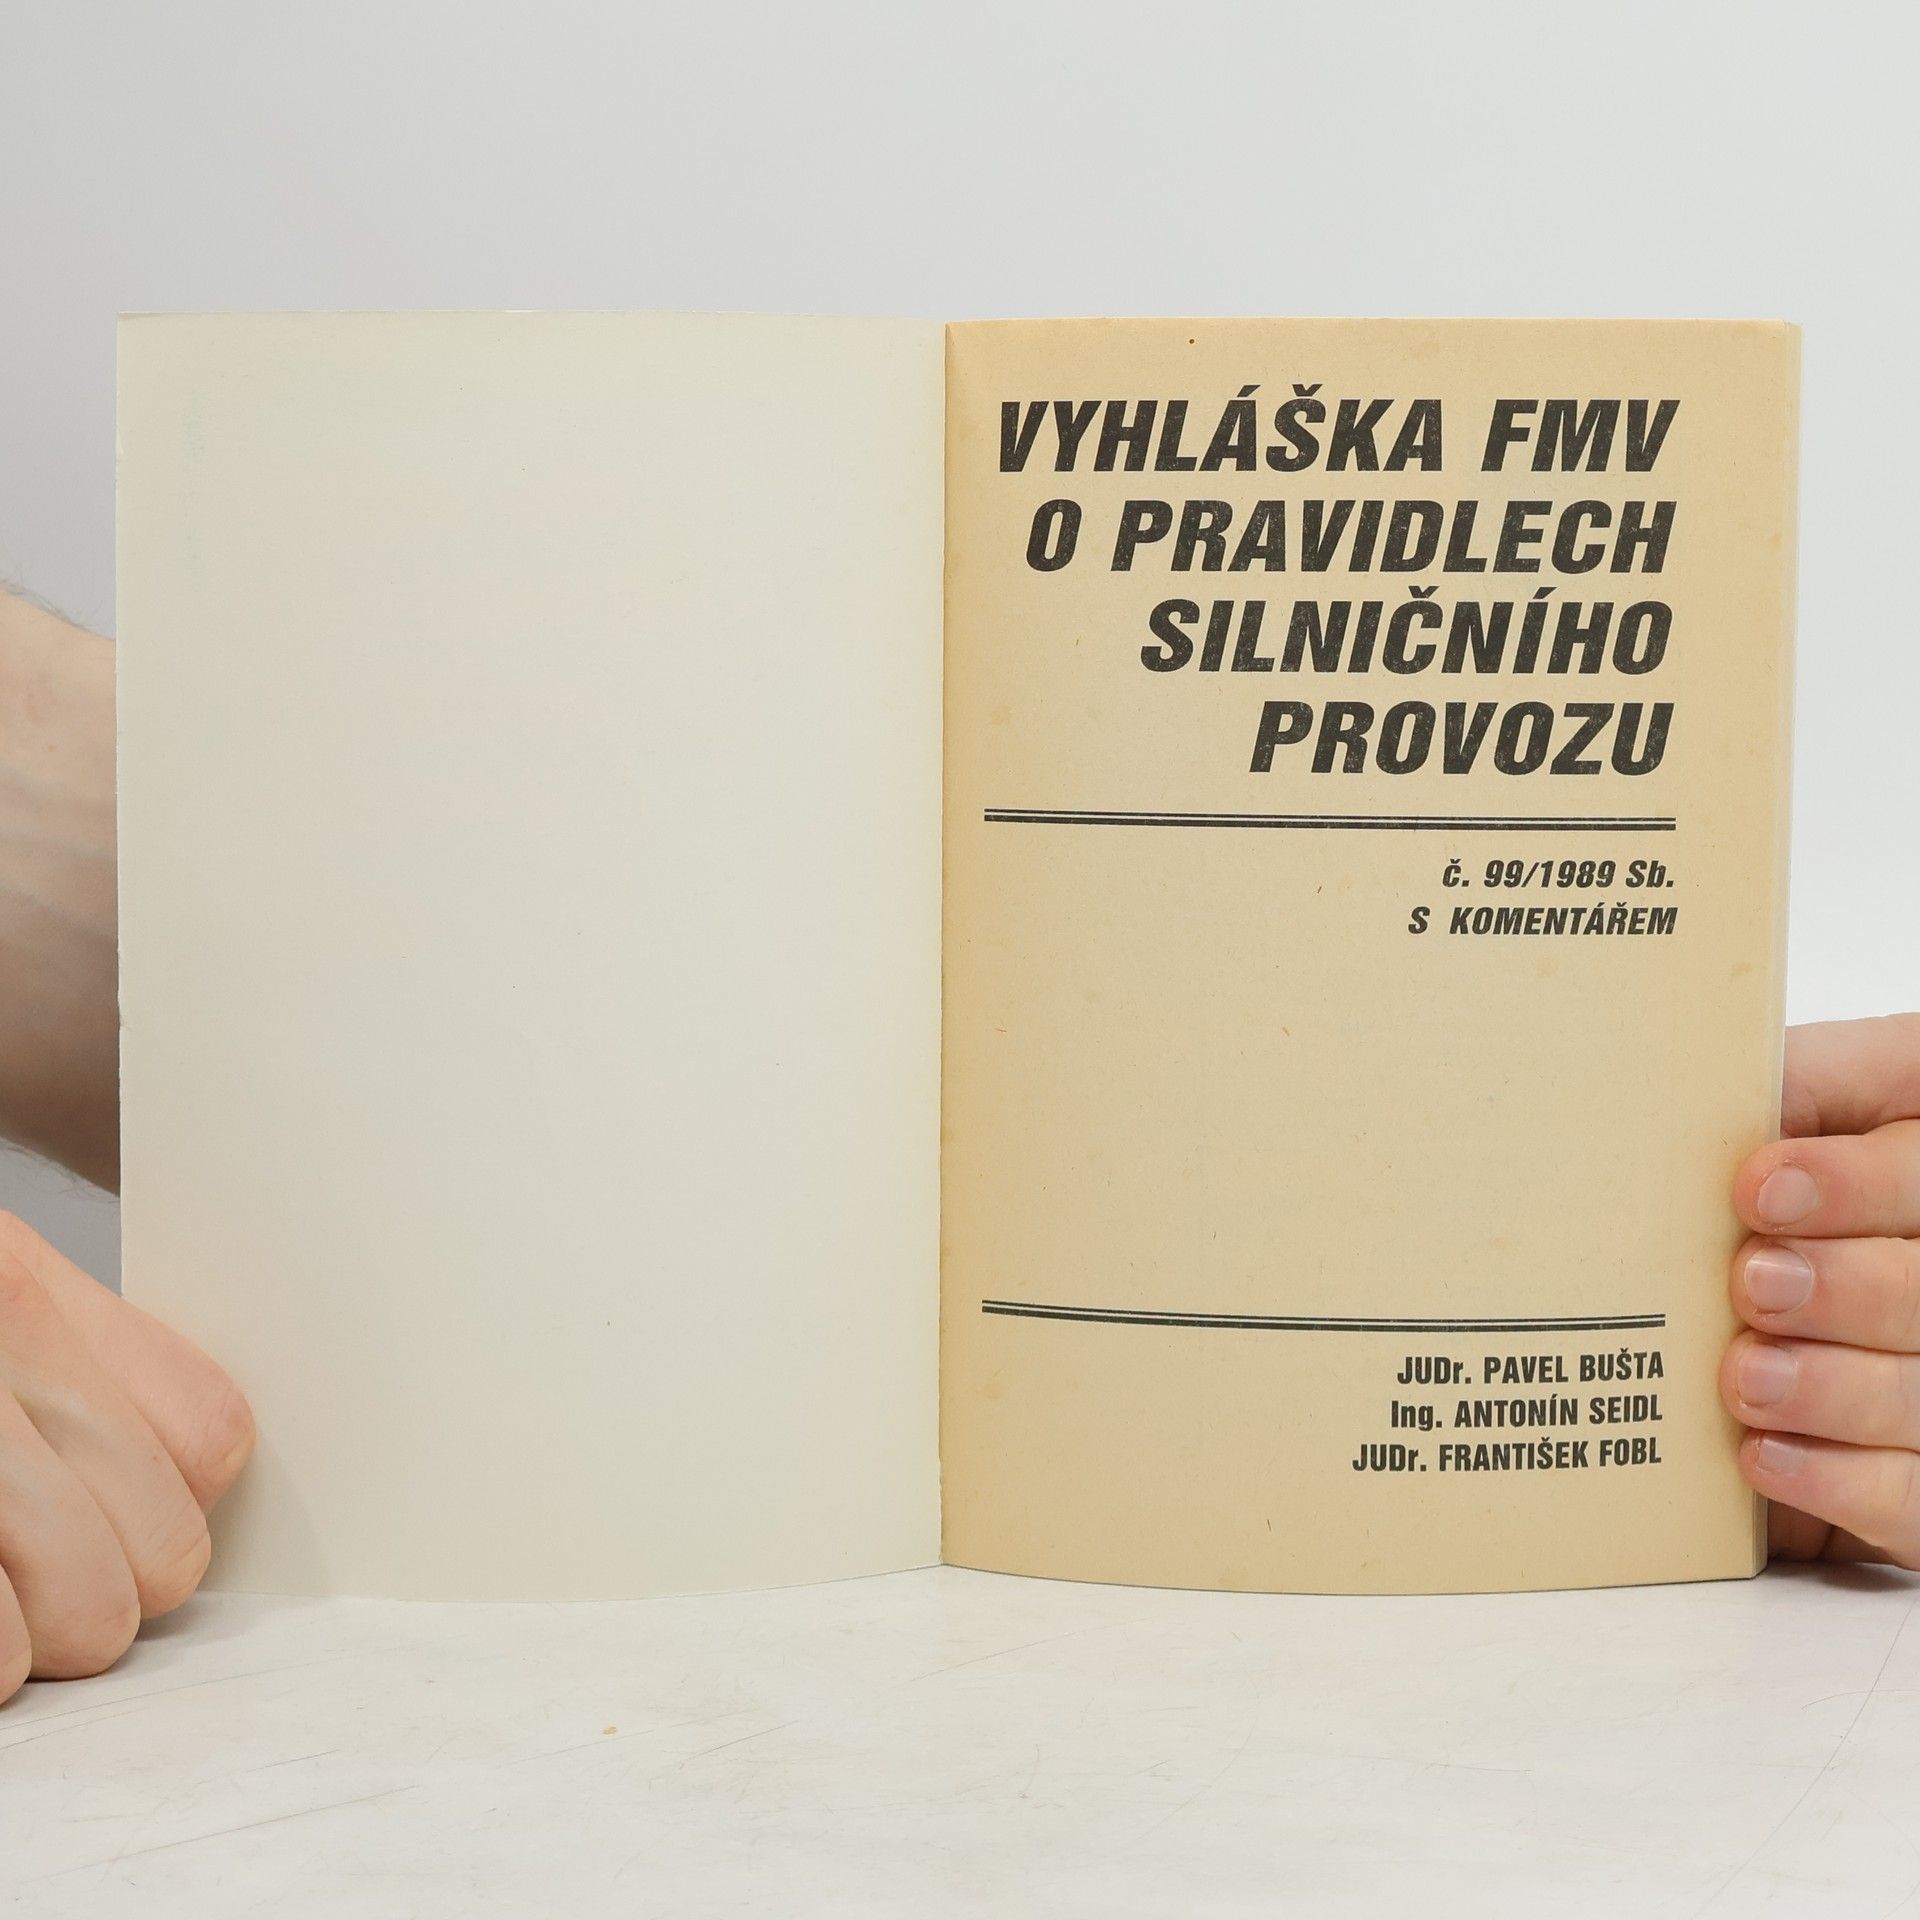 VYHLÁŠKA FMV
O PRAVIDLECH
SILNIČNÍHO
PROVOZU
č. 99/1989 Sb.
S KOMENTÁŘEM
JUDr. PAVEL BUŠTA
Ing. ANTONÍN SEIDL
JUDr. FRANTIŠEK FOBL